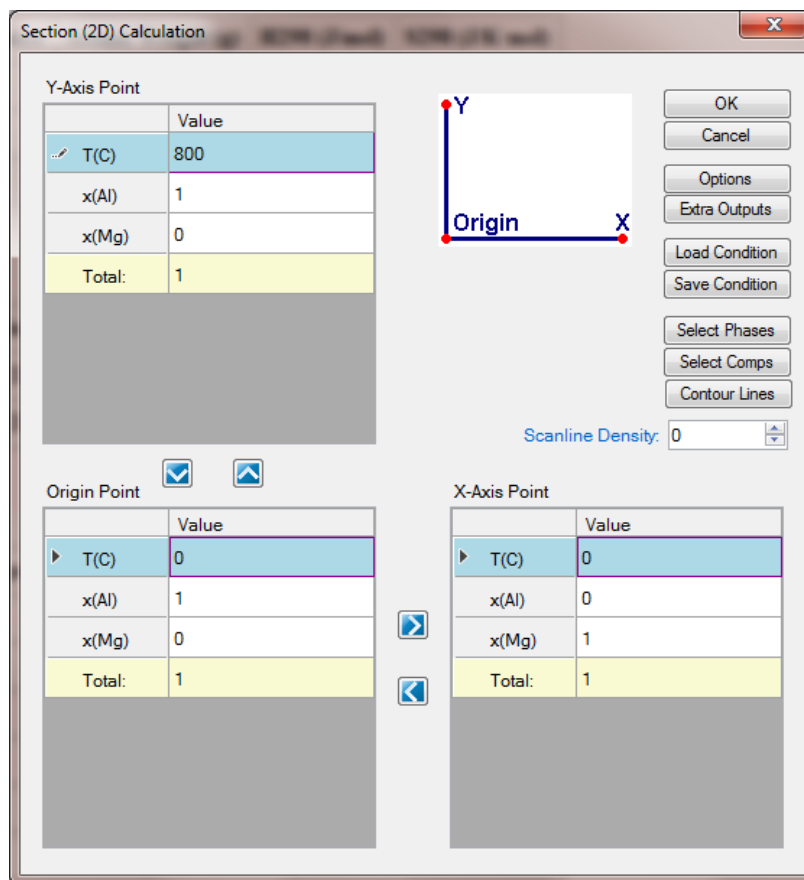 Section (2D) Calculation
Y-Axis Point
Value
T(C) 800
x(Al) 1
x(Mg) 0
Total: 1
Y
Origin X
OK
Cancel
Options
Extra Outputs
Load Condition
Save Condition
Select Phases
Select Comps
Contour Lines
Scanline Density: 0
Origin Point
Value
T(C) 0
x(Al) 1
x(Mg) 0
Total: 1
X-Axis Point
Value
T(C) 0
x(Al) 0
x(Mg) 1
Total: 1